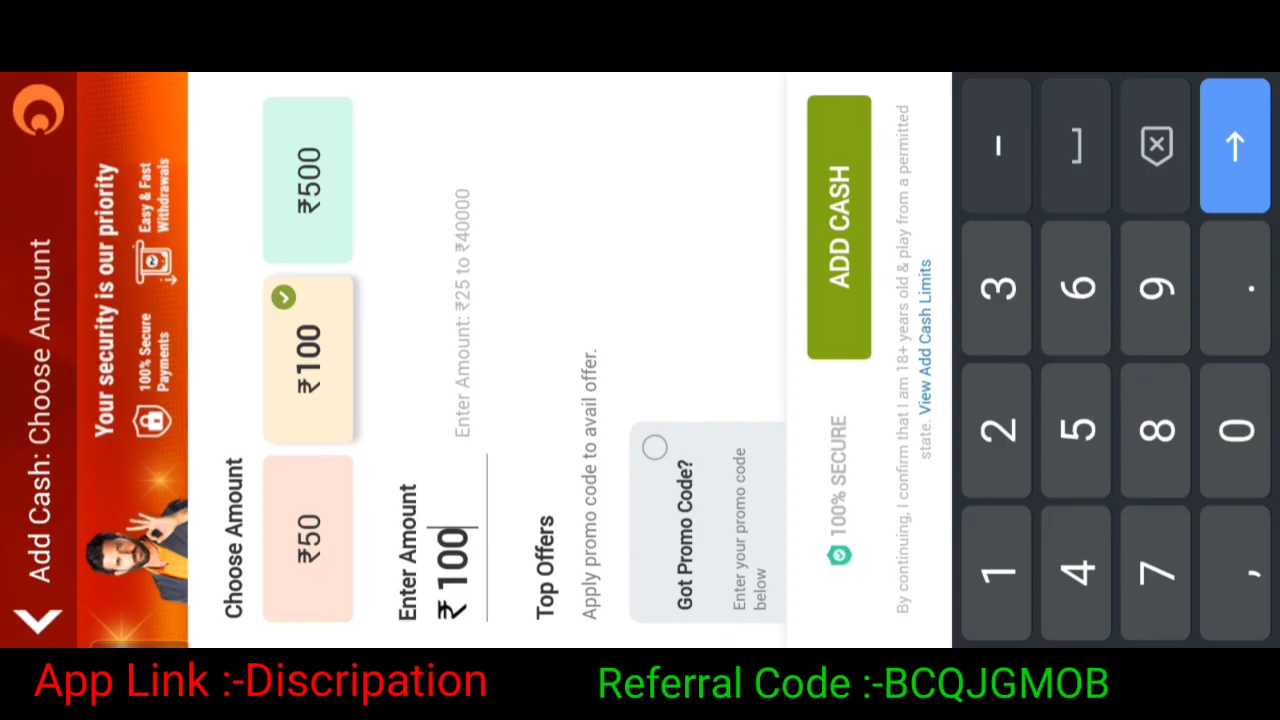 Add Cash: Choose Amount
Your security is our priority
100% Secure
Payments
Easy & Fast
Withdrawals
Choose Amount
₹50
₹100
₹500
Enter Amount
₹ 100
Enter Amount: ₹25 to ₹40000
Top Offers
Apply promo code to avail offer.
Got Promo Code?
Enter your promo code
below
100% SECURE
ADD CASH
By continuing, I confirm that I am 18+ years old & play from a permitted
state. View Add Cash Limits
1 2 3 –
4 5 6
7 8 9
, 0 .
App Link :-Discripation
Referral Code :-BCQJGMOB